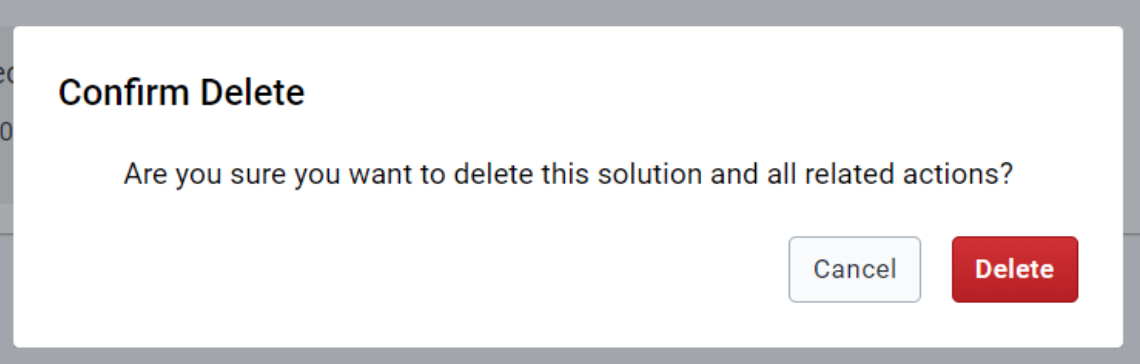 Confirm Delete
Are you sure you want to delete this solution and all related actions?
Cancel Delete